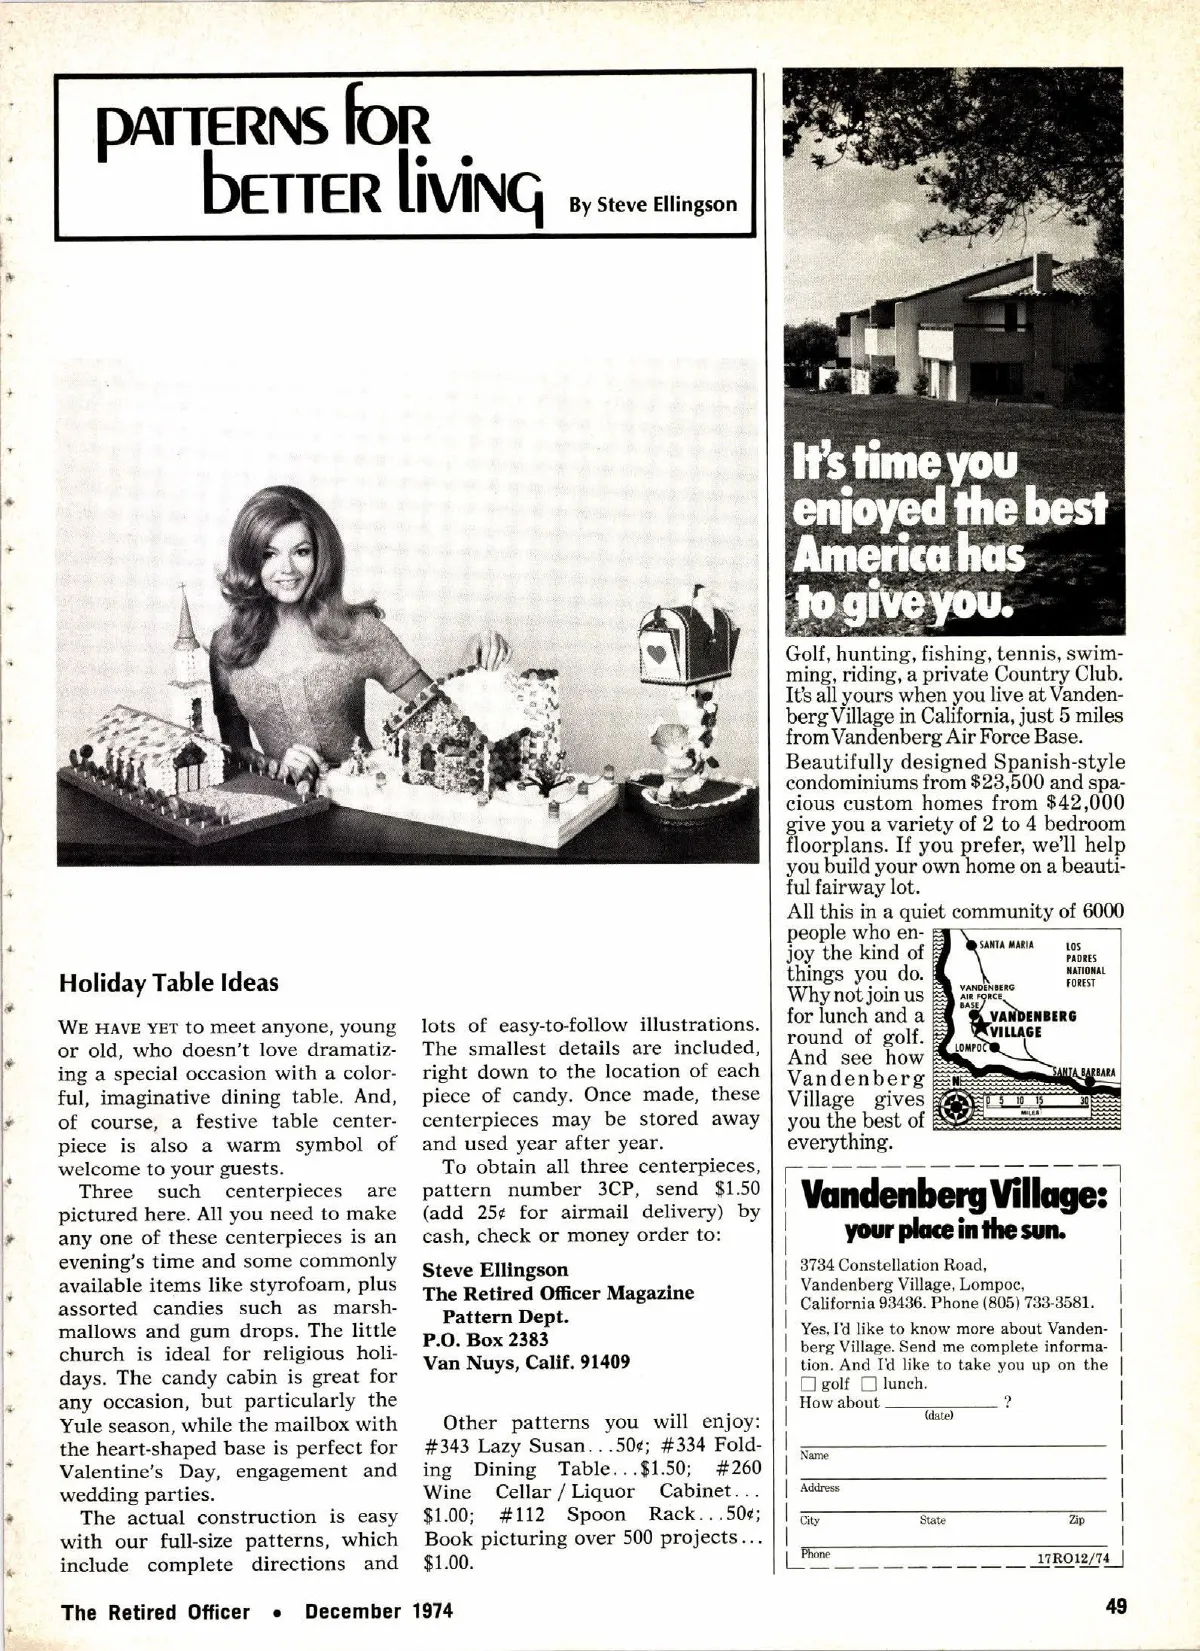 PATTERNS FOR
BETTER LIVING
By Steve Ellingson
Holiday Table Ideas
WE HAVE YET to meet anyone, young
or old, who doesn't love dramatiz-
ing a special occasion with a color-
ful, imaginative dining table. And,
of course, a festive table center-
piece is also a warm symbol of
welcome to your guests.
Three such centerpieces are
pictured here. All you need to make
any one of these centerpieces is an
evening's time and some commonly
available items like styrofoam, plus
assorted candies such as marsh-
mallows and gum drops. The little
church is ideal for religious holi-
days. The candy cabin is great for
any occasion, but particularly the
Yule season, while the mailbox with
the heart-shaped base is perfect for
Valentine's Day, engagement and
wedding parties.
The actual construction is easy
with our full-size patterns, which
include complete directions and
lots of easy-to-follow illustrations.
The smallest details are included,
right down to the location of each
piece of candy. Once made, these
centerpieces may be stored away
and used year after year.
To obtain all three centerpieces,
pattern number 3CP, send $1.50
(add 25¢ for airmail delivery) by
cash, check or money order to:
Steve Ellingson
The Retired Officer Magazine
Pattern Dept.
P.O. Box 2383
Van Nuys, Calif. 91409
Other patterns you will enjoy:
#343 Lazy Susan...50¢; #334 Fold-
ing Dining Table...$1.50; #260
Wine Cellar / Liquor Cabinet...
$1.00; #112 Spoon Rack...50¢;
Book picturing over 500 projects...
$1.00.
It's time you
enjoyed the best
America has
to give you.
Golf, hunting, fishing, tennis, swim-
ming, riding, a private Country Club.
It's all yours when you live at Vanden-
berg Village in California, just 5 miles
from Vandenberg Air Force Base.
Beautifully designed Spanish-style
condominiums from $23,500 and spa-
cious custom homes from $42,000
give you a variety of 2 to 4 bedroom
floorplans. If you prefer, we'll help
you build your own home on a beauti-
ful fairway lot.
All this in a quiet community of 6000
people who en-
joy the kind of
things you do.
Why not join us
for lunch and a
round of golf.
And see how
Vandenberg
Village gives
you the best of
everything.
SANTA MARIA
LOS
PADRES
NATIONAL
FOREST
VANDENBERG
AIR FORCE
BASE
VANDENBERG
VILLAGE
LOMPOC
SANTA BARBARA
N
0 5 10 15 30
MILES
Vandenberg Village:
your place in the sun.
3734 Constellation Road,
Vandenberg Village, Lompoc,
California 93436. Phone (805) 733-3581.
Yes, I'd like to know more about Vanden-
berg Village. Send me complete informa-
tion. And I'd like to take you up on the
☐ golf ☐ lunch.
How about ____________ ?
(date)
Name
Address
City State Zip
Phone
17RO12/74
The Retired Officer • December 1974
49